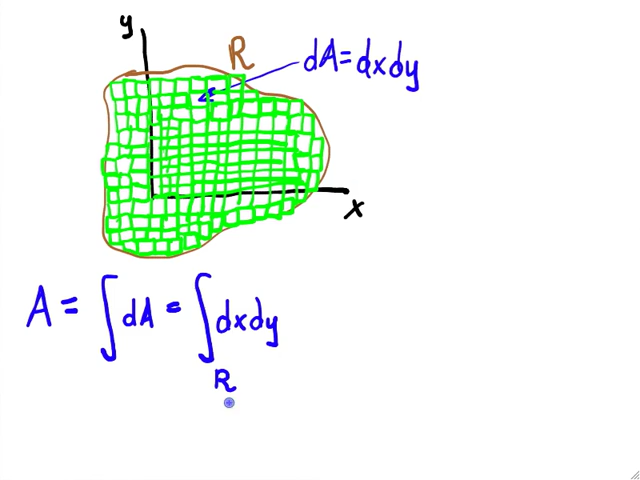 y
R
dA=dxdy
x
A = ∫dA = ∫dxdy
R